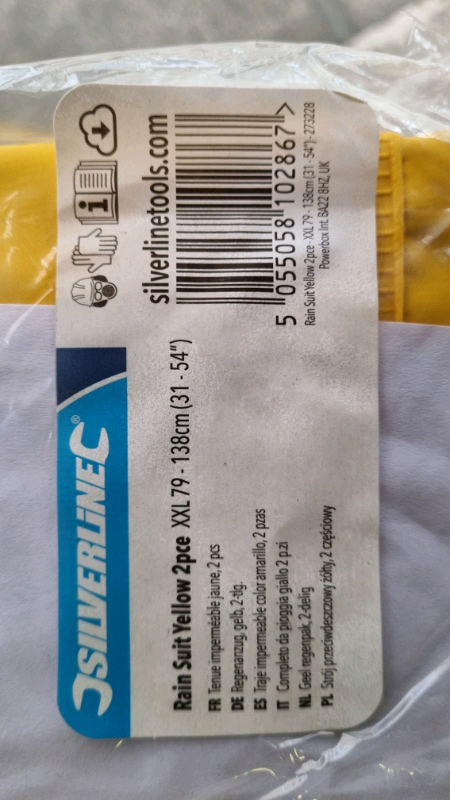 SILVERLINE®
Rain Suit Yellow 2pce XXL 79 - 138cm (31 - 54")
FR Tenue imperméable jaune, 2 pcs
DE Regenanzug, gelb, 2-tlg.
ES Traje impermeable color amarillo, 2 pzas
IT Completo da pioggia giallo 2 p.zi
NL Geel regenpak, 2-delig
PL Strój przeciwdeszczowy żółty, 2 częściowy
silverlinetools.com
5 055058 102867 >
Rain Suit Yellow 2pce - XXL 79 - 138cm (31 - 54") - 273228
Powerbox Int. BA22 8HZ, UK